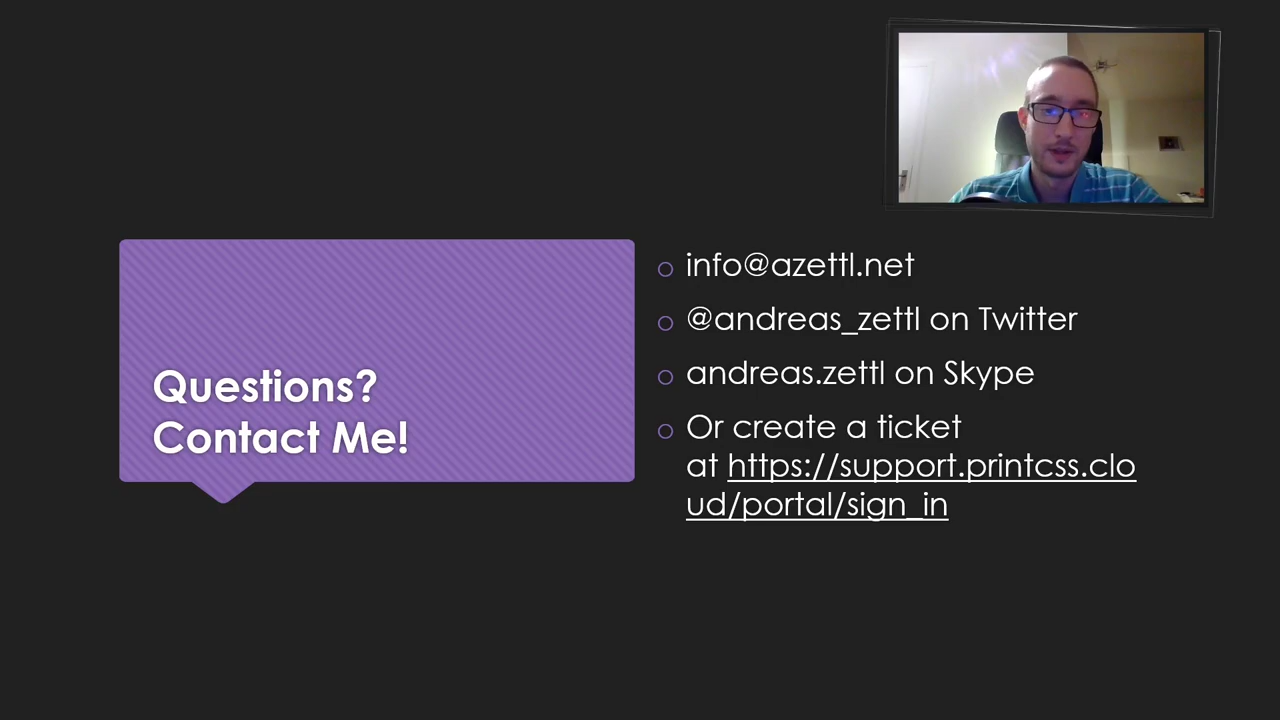 Questions?
Contact Me!
info@azettl.net
@andreas_zettl on Twitter
andreas.zettl on Skype
Or create a ticket
at https://support.printcss.clo
ud/portal/sign_in